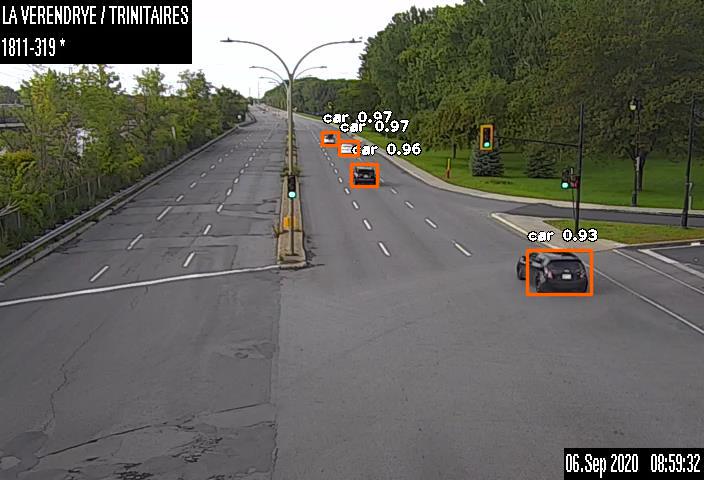 LA VERENDRYE / TRINITAIRES
1811-319 *
car 0.97
car 0.97
car 0.96
car 0.93
06.Sep 2020 08:59:32